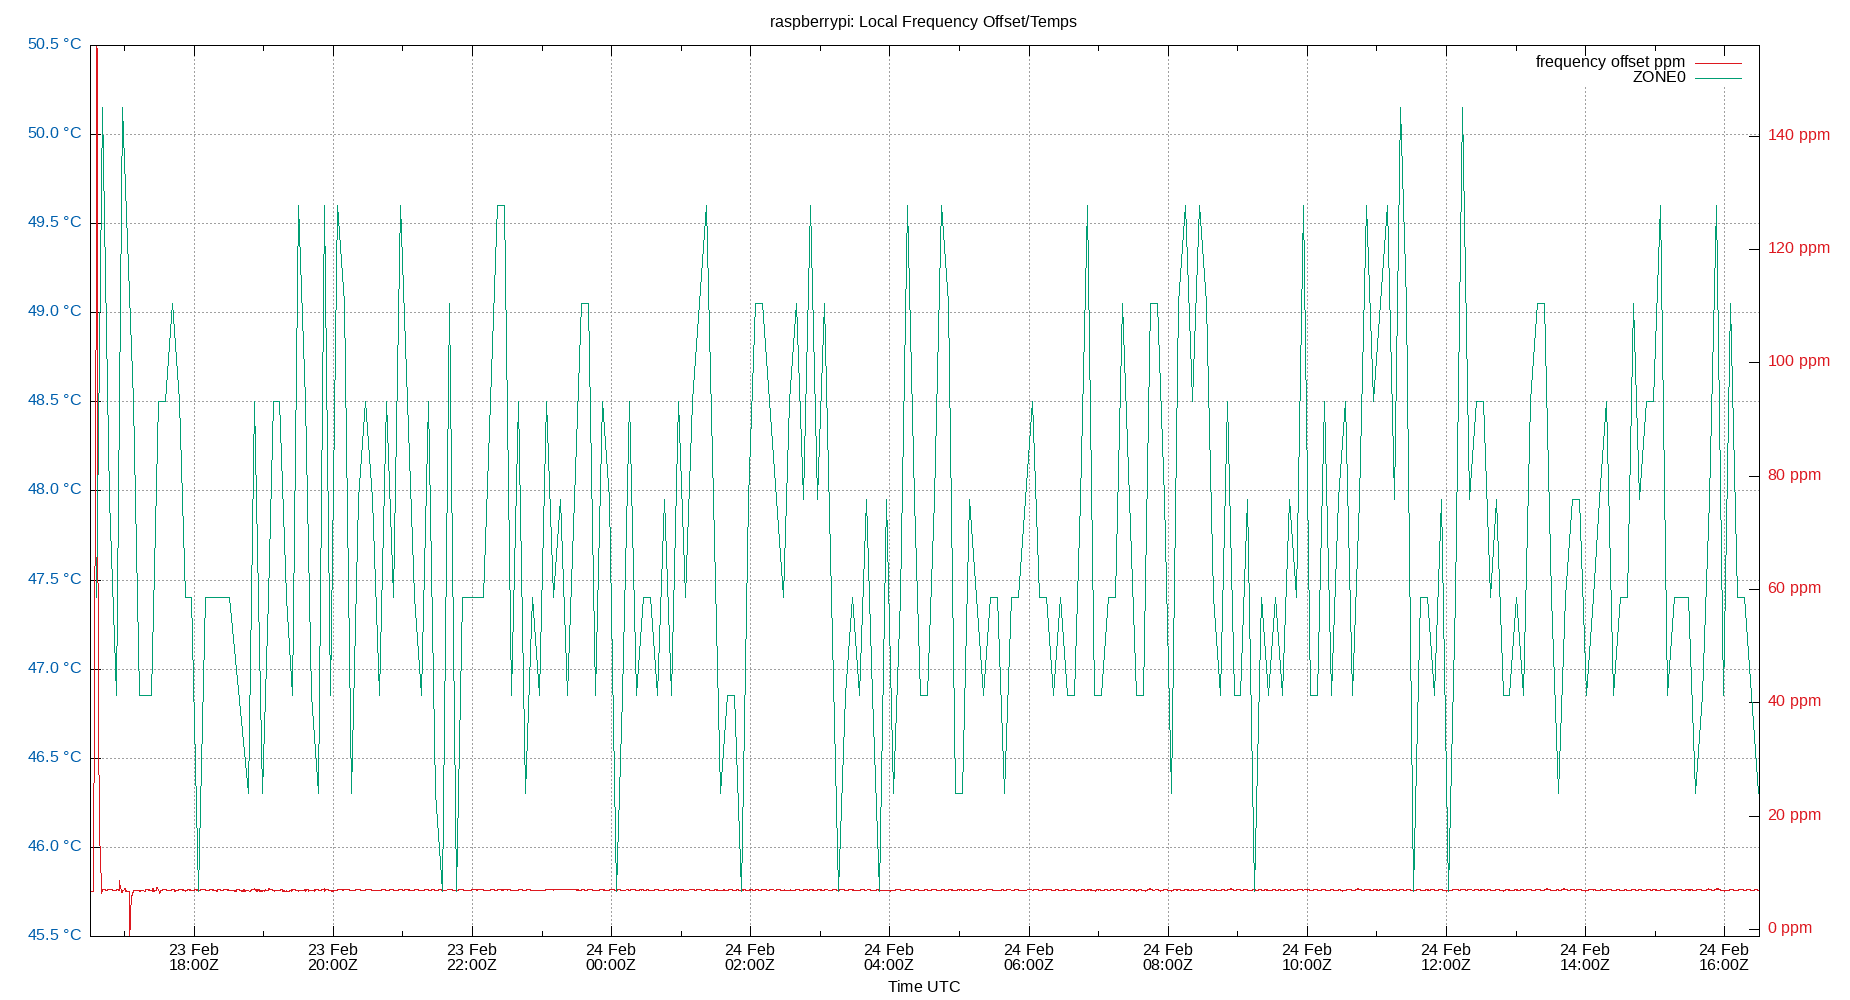 raspberrypi: Local Frequency Offset/Temps
50.5 °C
50.0 °C
49.5 °C
49.0 °C
48.5 °C
48.0 °C
47.5 °C
47.0 °C
46.5 °C
46.0 °C
45.5 °C
frequency offset ppm
ZONE0
140 ppm
120 ppm
100 ppm
80 ppm
60 ppm
40 ppm
20 ppm
0 ppm
23 Feb 23 Feb 23 Feb 24 Feb 24 Feb 24 Feb 24 Feb 24 Feb 24 Feb 24 Feb 24 Feb 24 Feb
18:00Z 20:00Z 22:00Z 00:00Z 02:00Z 04:00Z 06:00Z 08:00Z 10:00Z 12:00Z 14:00Z 16:00Z
Time UTC